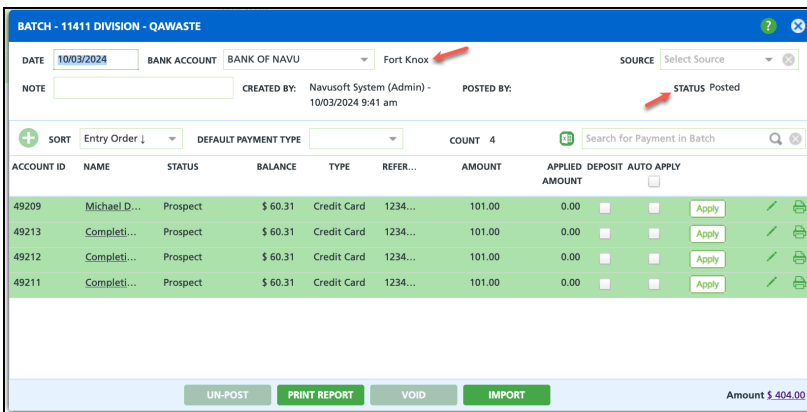 BATCH - 11411 DIVISION - QAWASTE ?
DATE 10/03/2024 BANK ACCOUNT BANK OF NAVU Fort Knox SOURCE Select Source
NOTE CREATED BY: Navusoft System (Admin) - POSTED BY: STATUS Posted
10/03/2024 9:41 am
SORT Entry Order ↓ DEFAULT PAYMENT TYPE COUNT 4 Search for Payment in Batch
ACCOUNT ID NAME STATUS BALANCE TYPE REFER... AMOUNT APPLIED DEPOSIT AUTO APPLY
AMOUNT
49209 Michael D... Prospect $ 60.31 Credit Card 1234... 101.00 0.00 Apply
49213 Completi... Prospect $ 60.31 Credit Card 1234... 101.00 0.00 Apply
49212 Completi... Prospect $ 60.31 Credit Card 1234... 101.00 0.00 Apply
49211 Completi... Prospect $ 60.31 Credit Card 1234... 101.00 0.00 Apply
UN-POST PRINT REPORT VOID IMPORT Amount $ 404.00